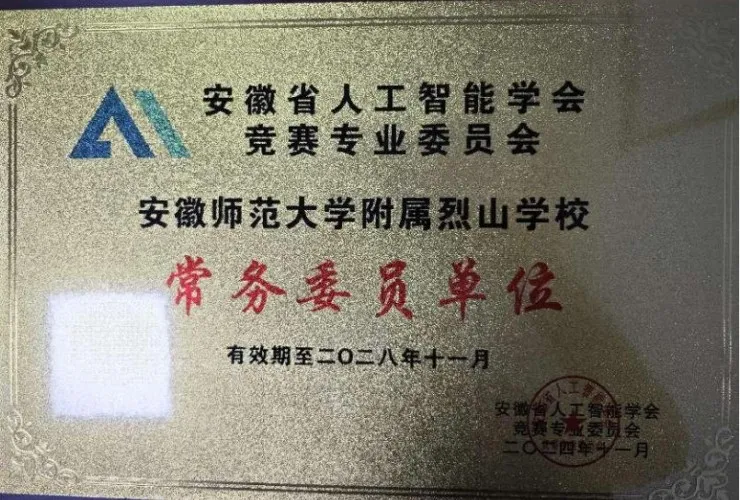 安徽省人工智能学会
竞赛专业委员会
安徽师范大学附属烈山学校
常务委员单位
有效期至二〇二八年十一月
安徽省人工智能学会
竞赛专业委员会
二〇二四年十一月